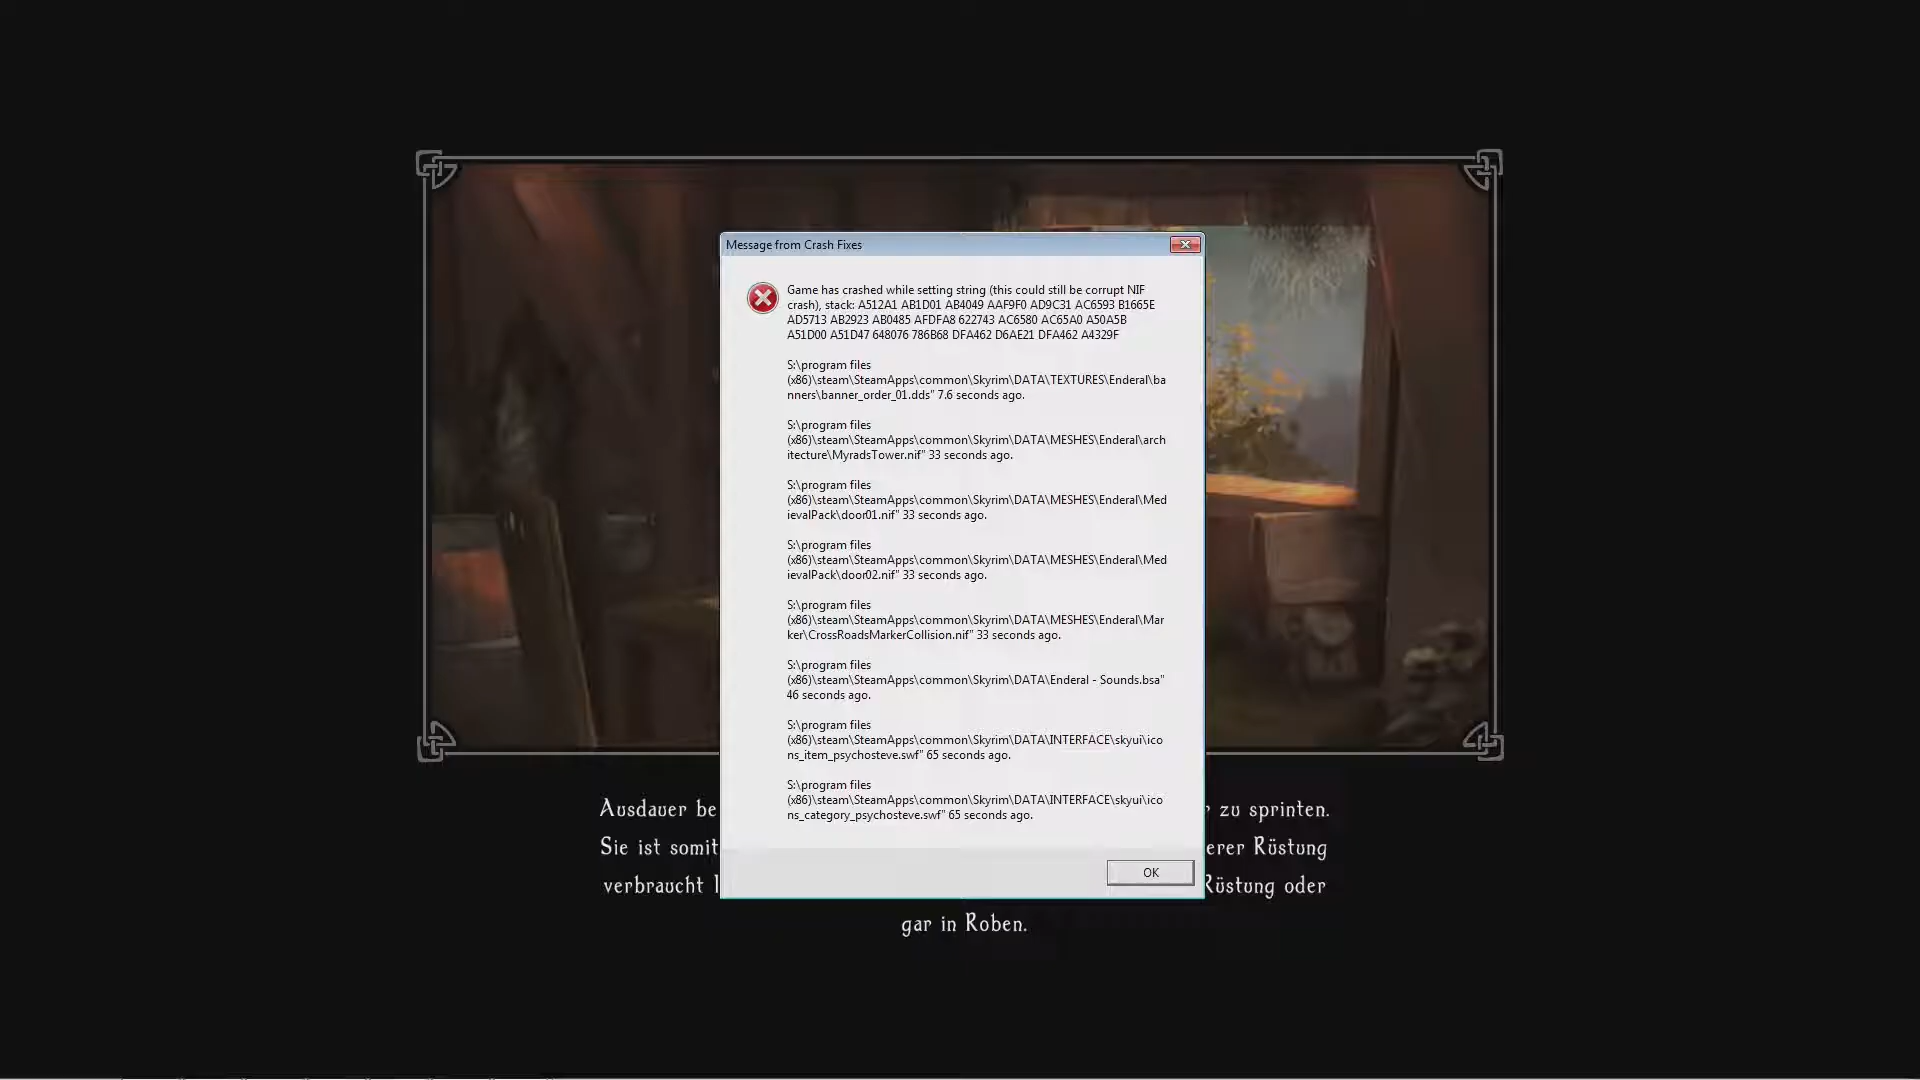 Message from Crash Fixes
Game has crashed while setting string (this could still be corrupt NIF
crash), stack: A512A1 AB1D01 AB4049 AAF9F0 AD9C31 AC6593 B1665E
AD5713 AB2923 AB0485 AFDFA8 622743 AC6580 AC65A0 A50A5B
A51D00 A51D47 648076 786B68 DFA462 D6AE21 DFA462 A4329F
S:\program files
(x86)\steam\SteamApps\common\Skyrim\DATA\TEXTURES\Enderal\ba
nners\banner_order_01.dds" 7.6 seconds ago.
S:\program files
(x86)\steam\SteamApps\common\Skyrim\DATA\MESHES\Enderal\arch
itecture\MyradsTower.nif" 33 seconds ago.
S:\program files
(x86)\steam\SteamApps\common\Skyrim\DATA\MESHES\Enderal\Med
ievalPack\door01.nif" 33 seconds ago.
S:\program files
(x86)\steam\SteamApps\common\Skyrim\DATA\MESHES\Enderal\Med
ievalPack\door02.nif" 33 seconds ago.
S:\program files
(x86)\steam\SteamApps\common\Skyrim\DATA\MESHES\Enderal\Mar
ker\CrossRoadsMarkerCollision.nif" 33 seconds ago.
S:\program files
(x86)\steam\SteamApps\common\Skyrim\DATA\Enderal - Sounds.bsa"
46 seconds ago.
S:\program files
(x86)\steam\SteamApps\common\Skyrim\DATA\INTERFACE\skyui\ico
ns_item_psychosteve.swf" 65 seconds ago.
S:\program files
(x86)\steam\SteamApps\common\Skyrim\DATA\INTERFACE\skyui\ico
ns_category_psychosteve.swf" 65 seconds ago.
OK
Ausdauer be zu sprinten.
Sie ist somit erer Rüstung
verbraucht Rüstung oder
gar in Roben.